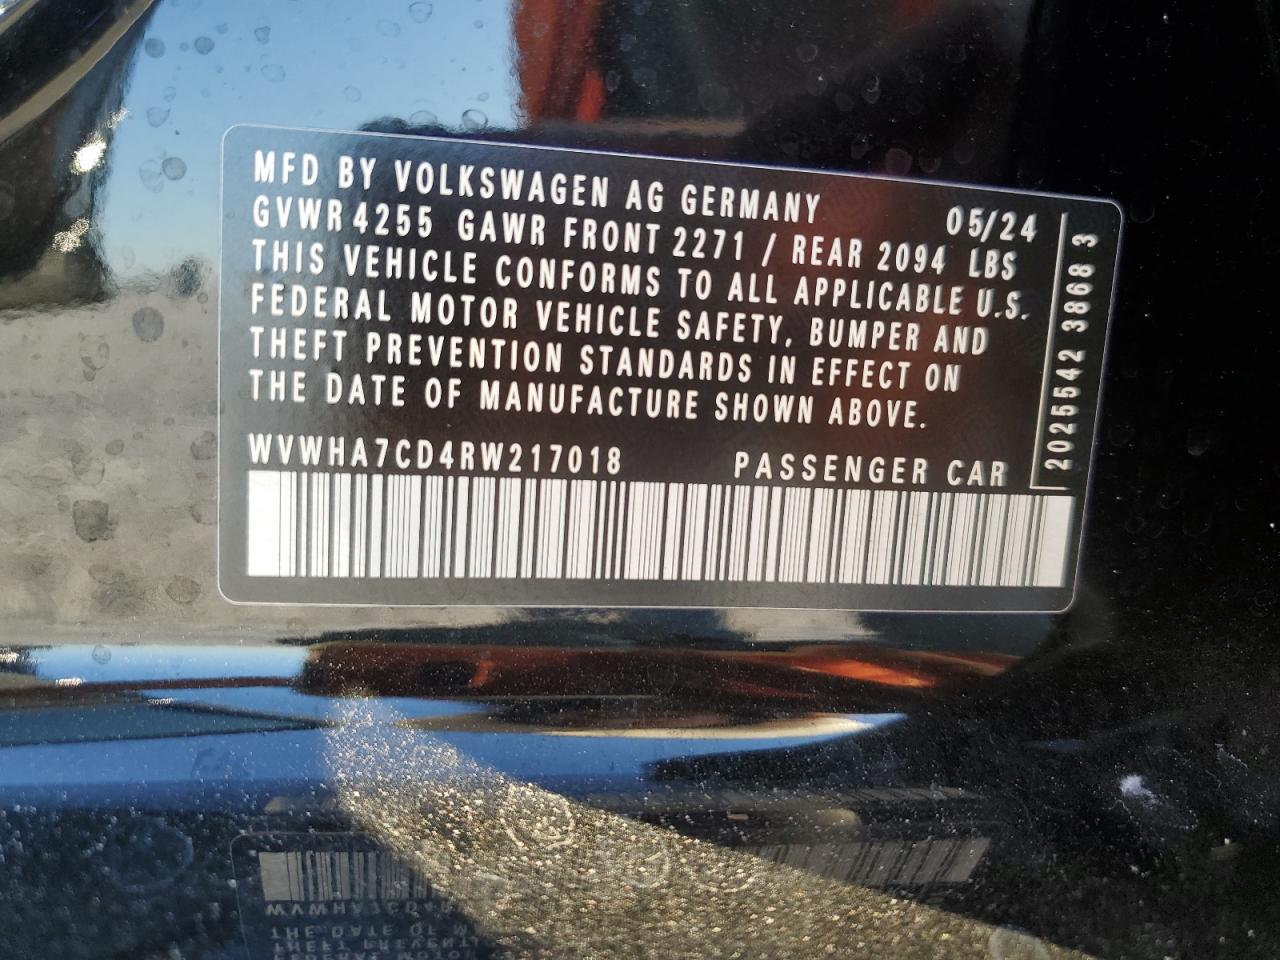 MFD BY VOLKSWAGEN AG GERMANY 05/24
GVWR 4255 GAWR FRONT 2271 / REAR 2094 LBS
THIS VEHICLE CONFORMS TO ALL APPLICABLE U.S.
FEDERAL MOTOR VEHICLE SAFETY, BUMPER AND
THEFT PREVENTION STANDARDS IN EFFECT ON
THE DATE OF MANUFACTURE SHOWN ABOVE.
WVWHA7CD4RW217018 PASSENGER CAR
2025542 3868 3